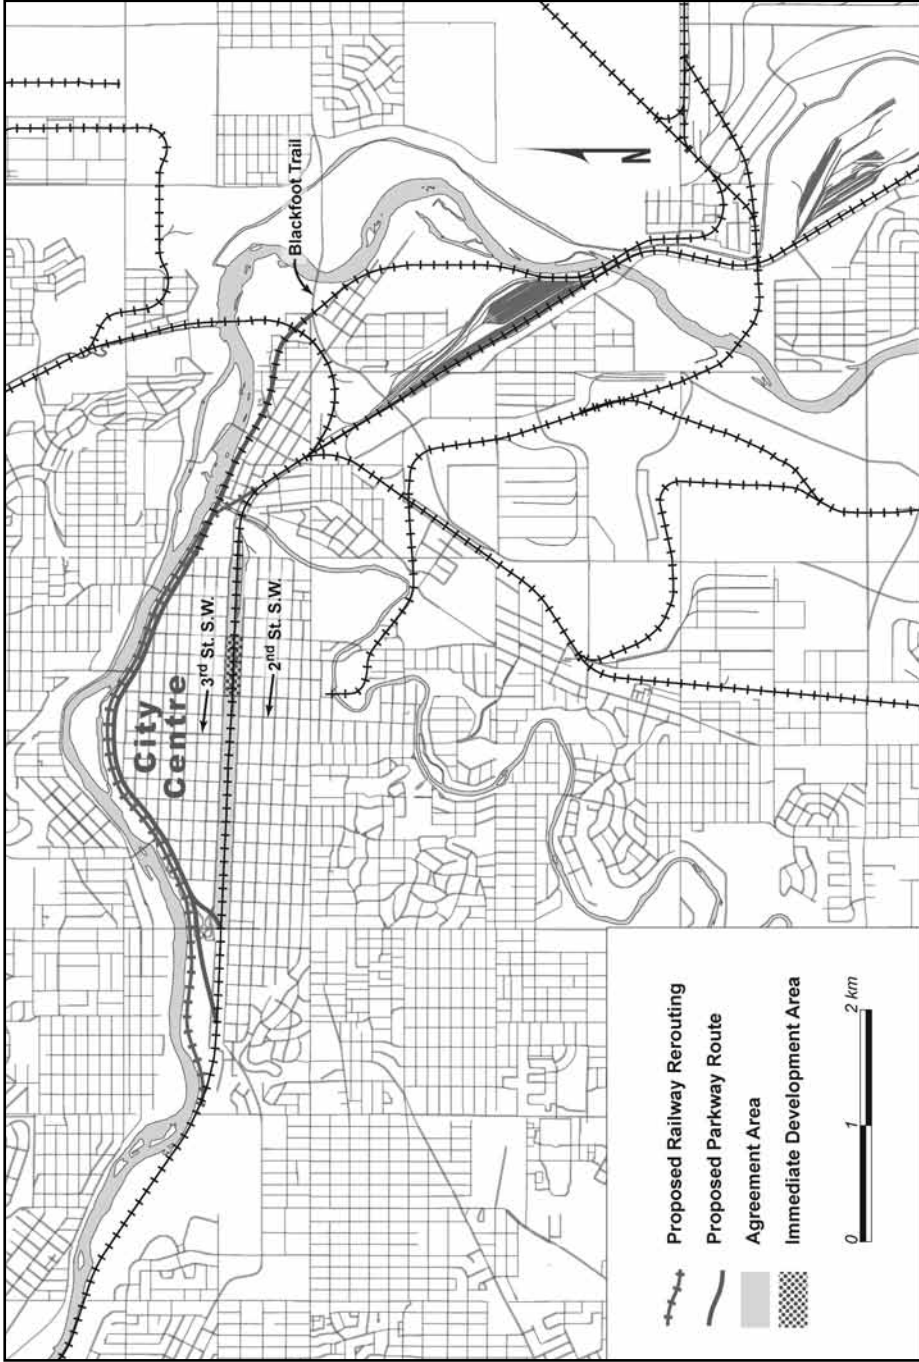 Blackfoot Trail
N
City
Centre
3rd St. S.W.
2nd St. S.W.
Proposed Railway Rerouting
Proposed Parkway Route
Agreement Area
Immediate Development Area
0 1 2 km